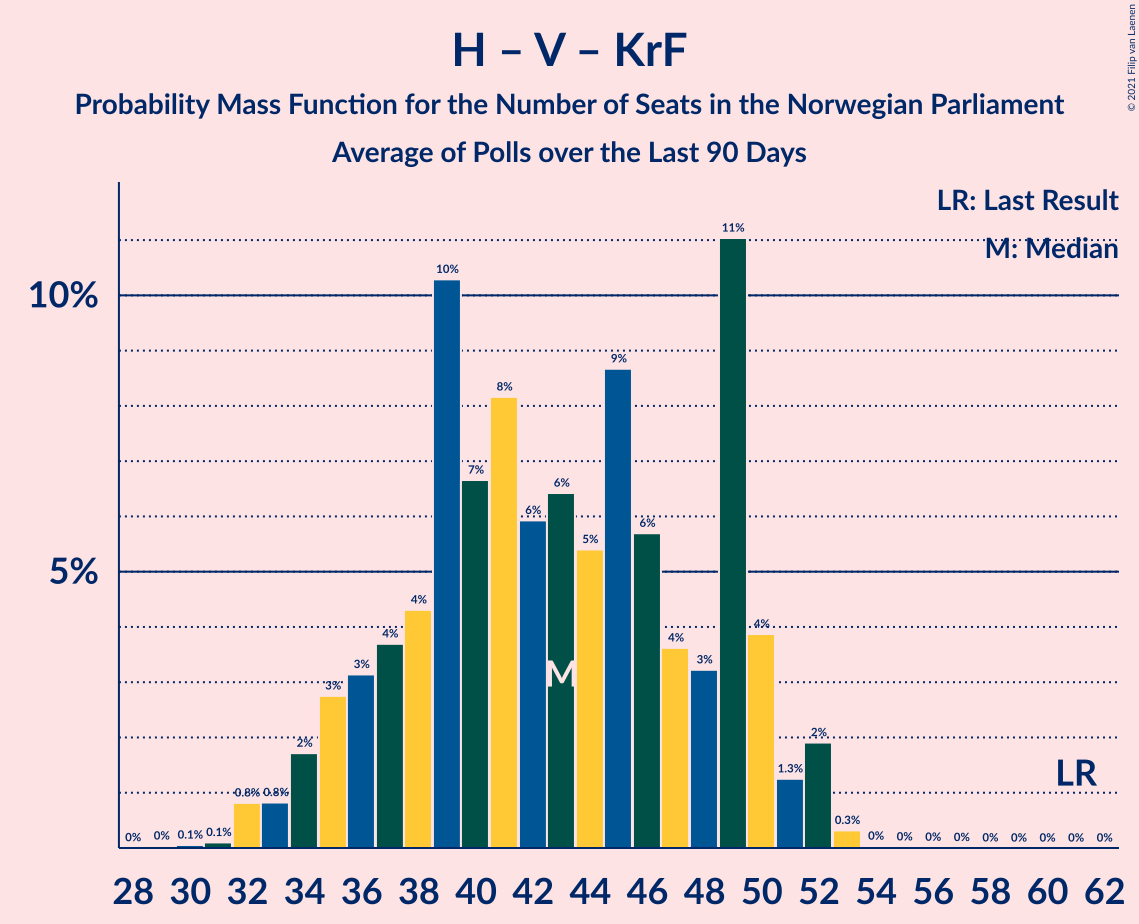 H – V – KrF
Probability Mass Function for the Number of Seats in the Norwegian Parliament
Average of Polls over the Last 90 Days
© 2021 Filip van Laenen
LR: Last Result
M: Median
10%
5%
0% 0% 0.1% 0.1% 0.8% 0.8% 2% 3% 3% 4% 4% 10% 7% 8% 6% 6% 5% 9% 6% 4% 3% 11% 4% 1.3% 2% 0.3% 0% 0% 0% 0% 0% 0% 0% 0% 0%
M
LR
28 30 32 34 36 38 40 42 44 46 48 50 52 54 56 58 60 62